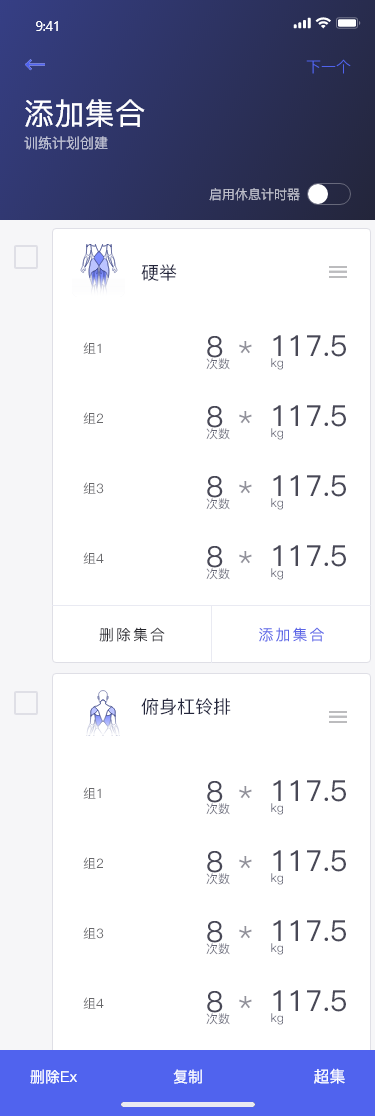 9:41
下一个
添加集合
训练计划创建
启用休息计时器
硬举
组1 8 * 117.5
次数 kg
组2 8 * 117.5
次数 kg
组3 8 * 117.5
次数 kg
组4 8 * 117.5
次数 kg
删除集合 添加集合
俯身杠铃排
组1 8 * 117.5
次数 kg
组2 8 * 117.5
次数 kg
组3 8 * 117.5
次数 kg
组4 8 * 117.5
次数 kg
删除Ex 复制 超集